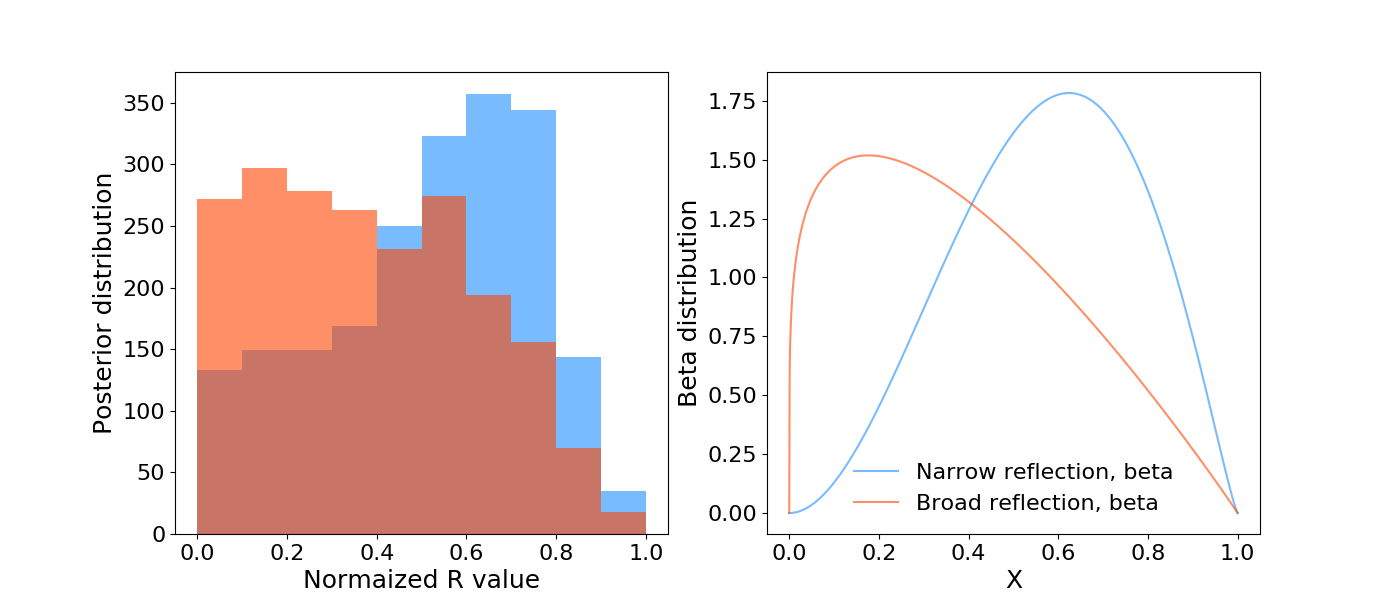 Posterior distribution
350
300
250
200
150
100
50
0
0.0 0.2 0.4 0.6 0.8 1.0
Normaized R value
Beta distribution
1.75
1.50
1.25
1.00
0.75
0.50
0.25
0.00
Narrow reflection, beta
Broad reflection, beta
0.0 0.2 0.4 0.6 0.8 1.0
X